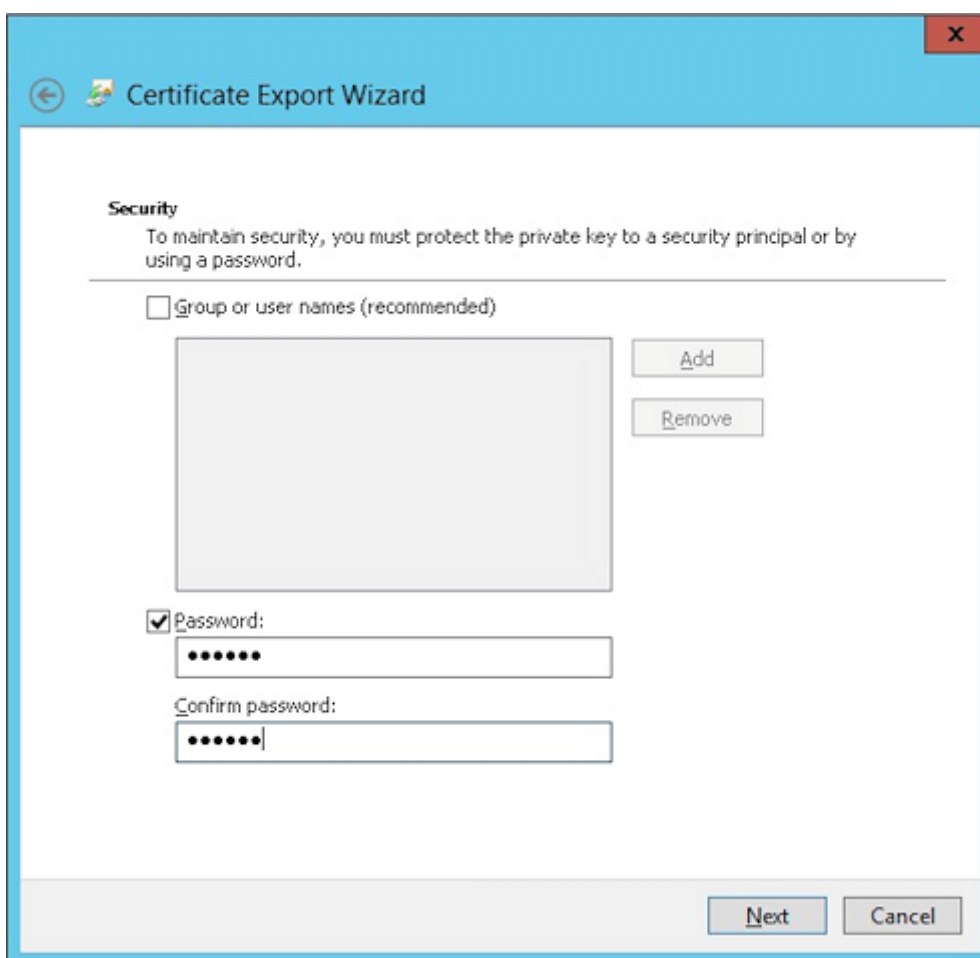 x
Certificate Export Wizard
Security
To maintain security, you must protect the private key to a security principal or by
using a password.
Group or user names (recommended)
Add
Remove
Password:
••••••
Confirm password:
••••••
Next
Cancel